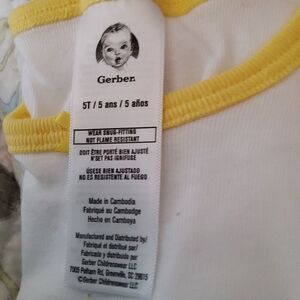 Gerber.
5T / 5 ans / 5 años
WEAR SNUG-FITTING
NOT FLAME RESISTANT
DOIT ÊTRE PORTÉ BIEN AJUSTÉ
N'SET PAS IGNIFUGE
ÚSESE BIEN AJUSTADO
NO ES RESISTENTE AL FUEGO
Made in Cambodia
Fabriqué au Cambodge
Hecho en Camboya
Manufactured and Distributed by/
Fabriqué et distribué par/
Fabricado y distribuido por
Gerber Childrenswear LLC
7005 Pelham Rd, Greenville, SC 29615
Gerber Childrenswear LLC